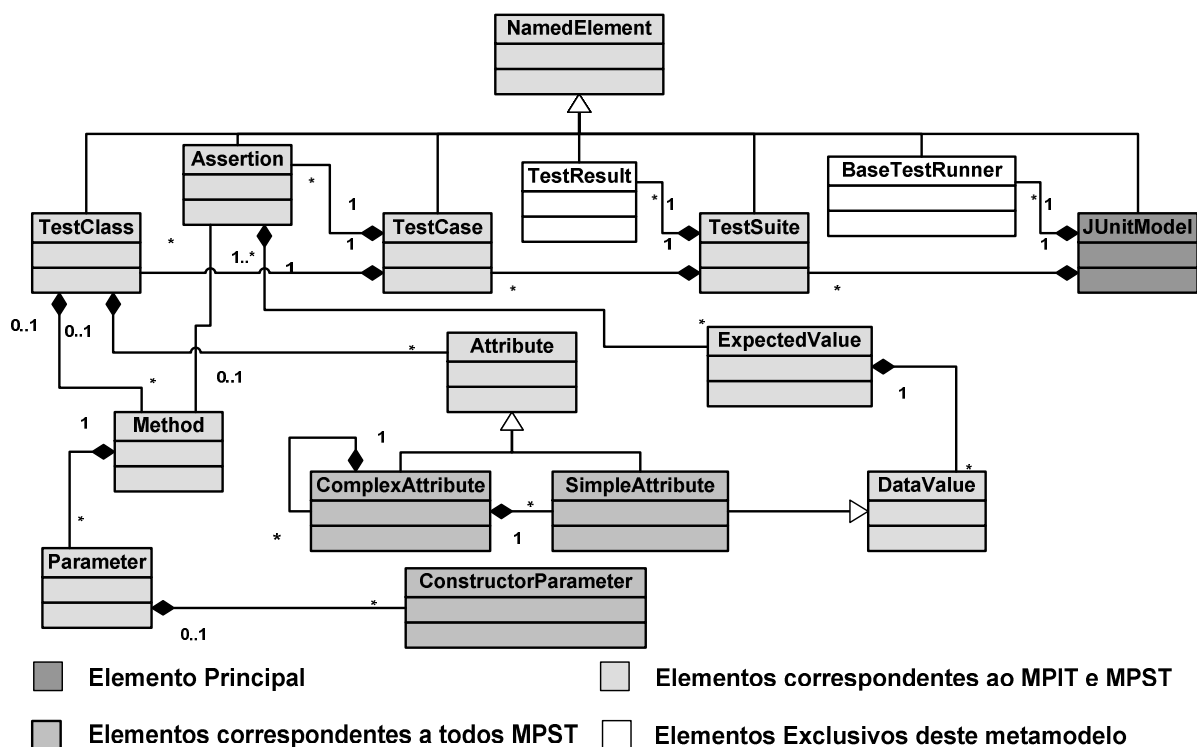 NamedElement
Assertion
TestResult
BaseTestRunner
TestClass
TestCase
TestSuite
JUnitModel
*
1
*
1
*
1
*
1
1
1
1..*
1
*
*
0..1
0..1
*
Attribute
*
ExpectedValue
*
0..1
1
1
Method
1
ComplexAttribute
SimpleAttribute
DataValue
*
*
1
*
*
Parameter
ConstructorParameter
*
0..1
Elemento Principal
Elementos correspondentes ao MPIT e MPST
Elementos correspondentes a todos MPST
Elementos Exclusivos deste metamodelo